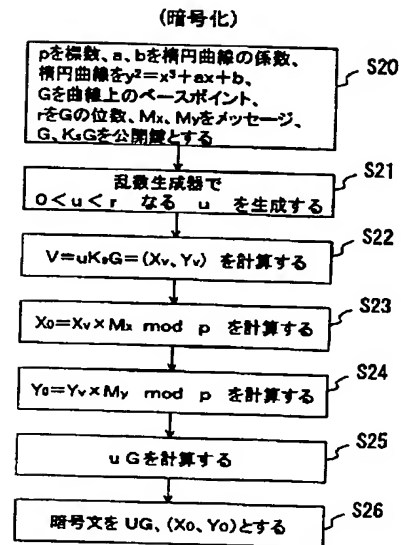 (暗号化)
pを標数、a、bを楕円曲線の係数、
楕円曲線をy²=x³+ax+b、
Gを曲線上のベースポイント、
rをGの位数、Mx、Myをメッセージ、
G、KsGを公開鍵とする
S20
乱数生成器で
0<u<r なる u を生成する
S21
V=uKsG=(Xv、Yv) を計算する
S22
X0=Xv×Mx mod p を計算する
S23
Y0=Yv×My mod p を計算する
S24
u Gを計算する
S25
暗号文を UG、(X0、Y0)とする
S26